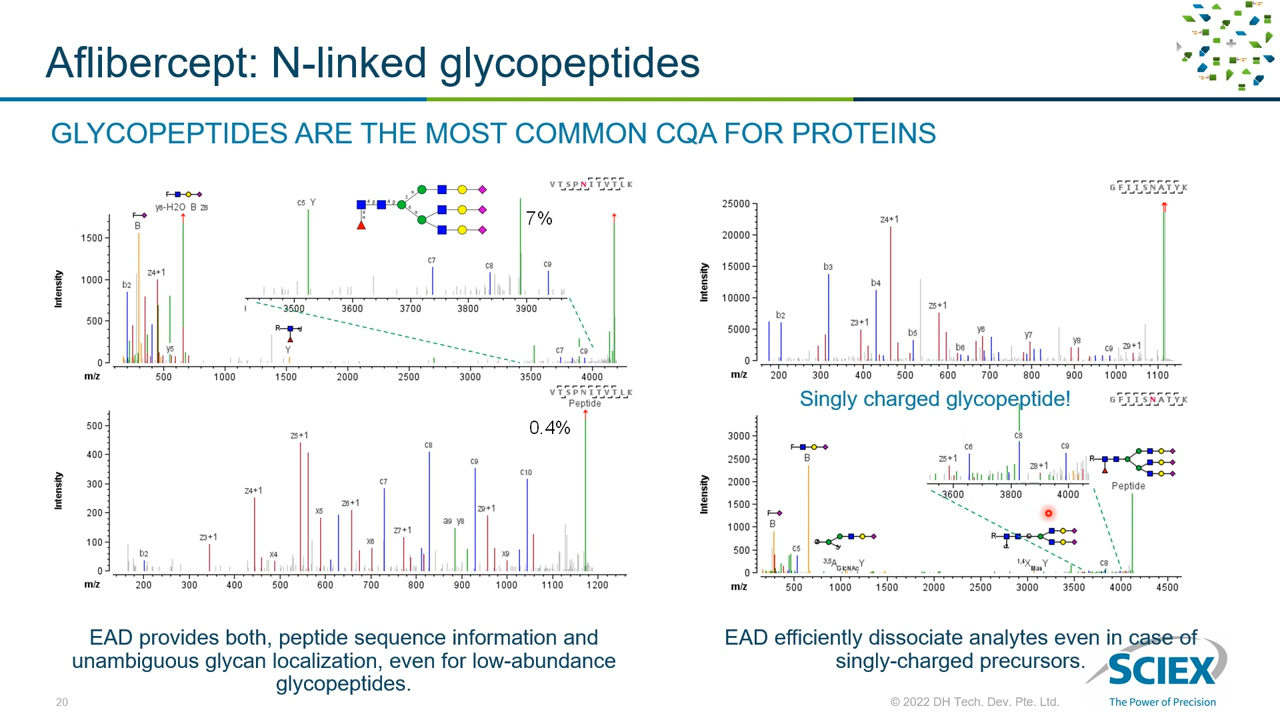 Aflibercept: N-linked glycopeptides
GLYCOPEPTIDES ARE THE MOST COMMON CQA FOR PROTEINS
VTSPNITVTLK
y6-H2O B z6
B
b2
z4+1
y5
Y
c5 Y
7%
c7
c8
c9
3500 3600 3700 3800 3900
R
c7 c9
Intensity
1500
1000
500
0
m/z 500 1000 1500 2000 2500 3000 3500 4000
VTSPNITVTLK
Peptide
0.4%
Intensity
500
400
300
200
100
0
b2 z3+1 z4+1 x4 z5+1 x5 z6+1 x6 c7 z7+1 c8 a9 y8 c9 z9+1 x9 c10
m/z 200 300 400 500 600 700 800 900 1000 1100 1200
EAD provides both, peptide sequence information and
unambiguous glycan localization, even for low-abundance
glycopeptides.
GFIISNATYK
Intensity
25000
20000
15000
10000
5000
0
b2 b3 z3+1 b4 z4+1 b5 z5+1 b6 y6 y7 y8 c9 z9+1
m/z 200 300 400 500 600 700 800 900 1000 1100
Singly charged glycopeptide!
GFIISNATYK
Peptide
Intensity
3000
2500
2000
1500
1000
500
0
B
B
c5
z5+1 c6 c8 z8+1 c9
3600 3800 4000
R
R
3,5A GlcNAc Y
1,4X Man Y
c8
m/z 500 1000 1500 2000 2500 3000 3500 4000 4500
EAD efficiently dissociate analytes even in case of
singly-charged precursors.
SCIEX
The Power of Precision
20
© 2022 DH Tech. Dev. Pte. Ltd.